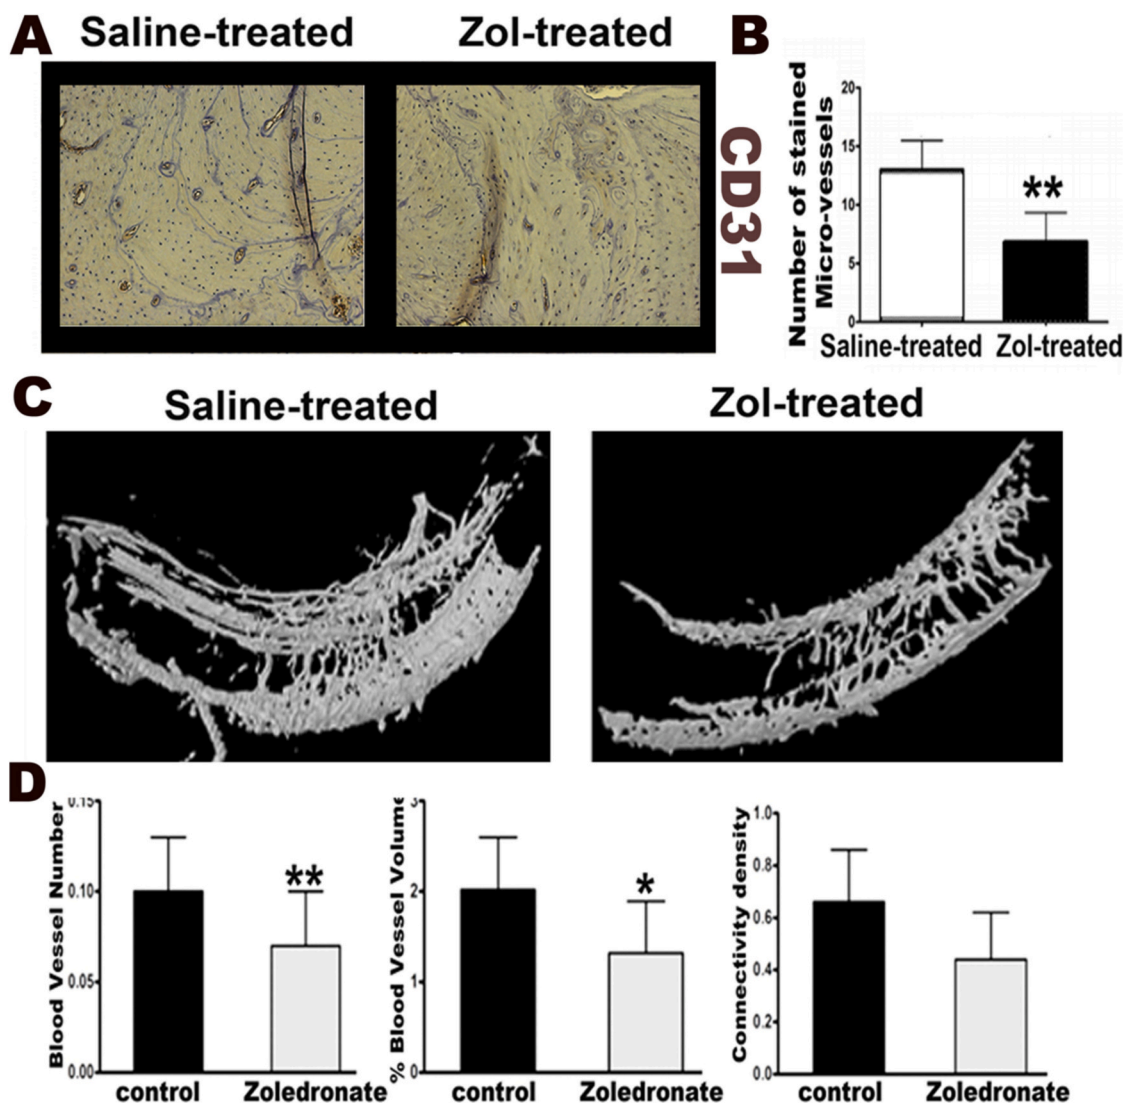 A
Saline-treated
Zol-treated
CD31
B
Number of stained
Micro-vessels
20
15
10
5
0
**
Saline-treated
Zol-treated
C
Saline-treated
Zol-treated
D
Blood Vessel Number
0.15
0.10
0.05
0.00
**
control
Zoledronate
% Blood Vessel Volume
3
2
1
0
*
control
Zoledronate
Connectivity density
1.0
0.8
0.6
0.4
0.2
0.0
control
Zoledronate